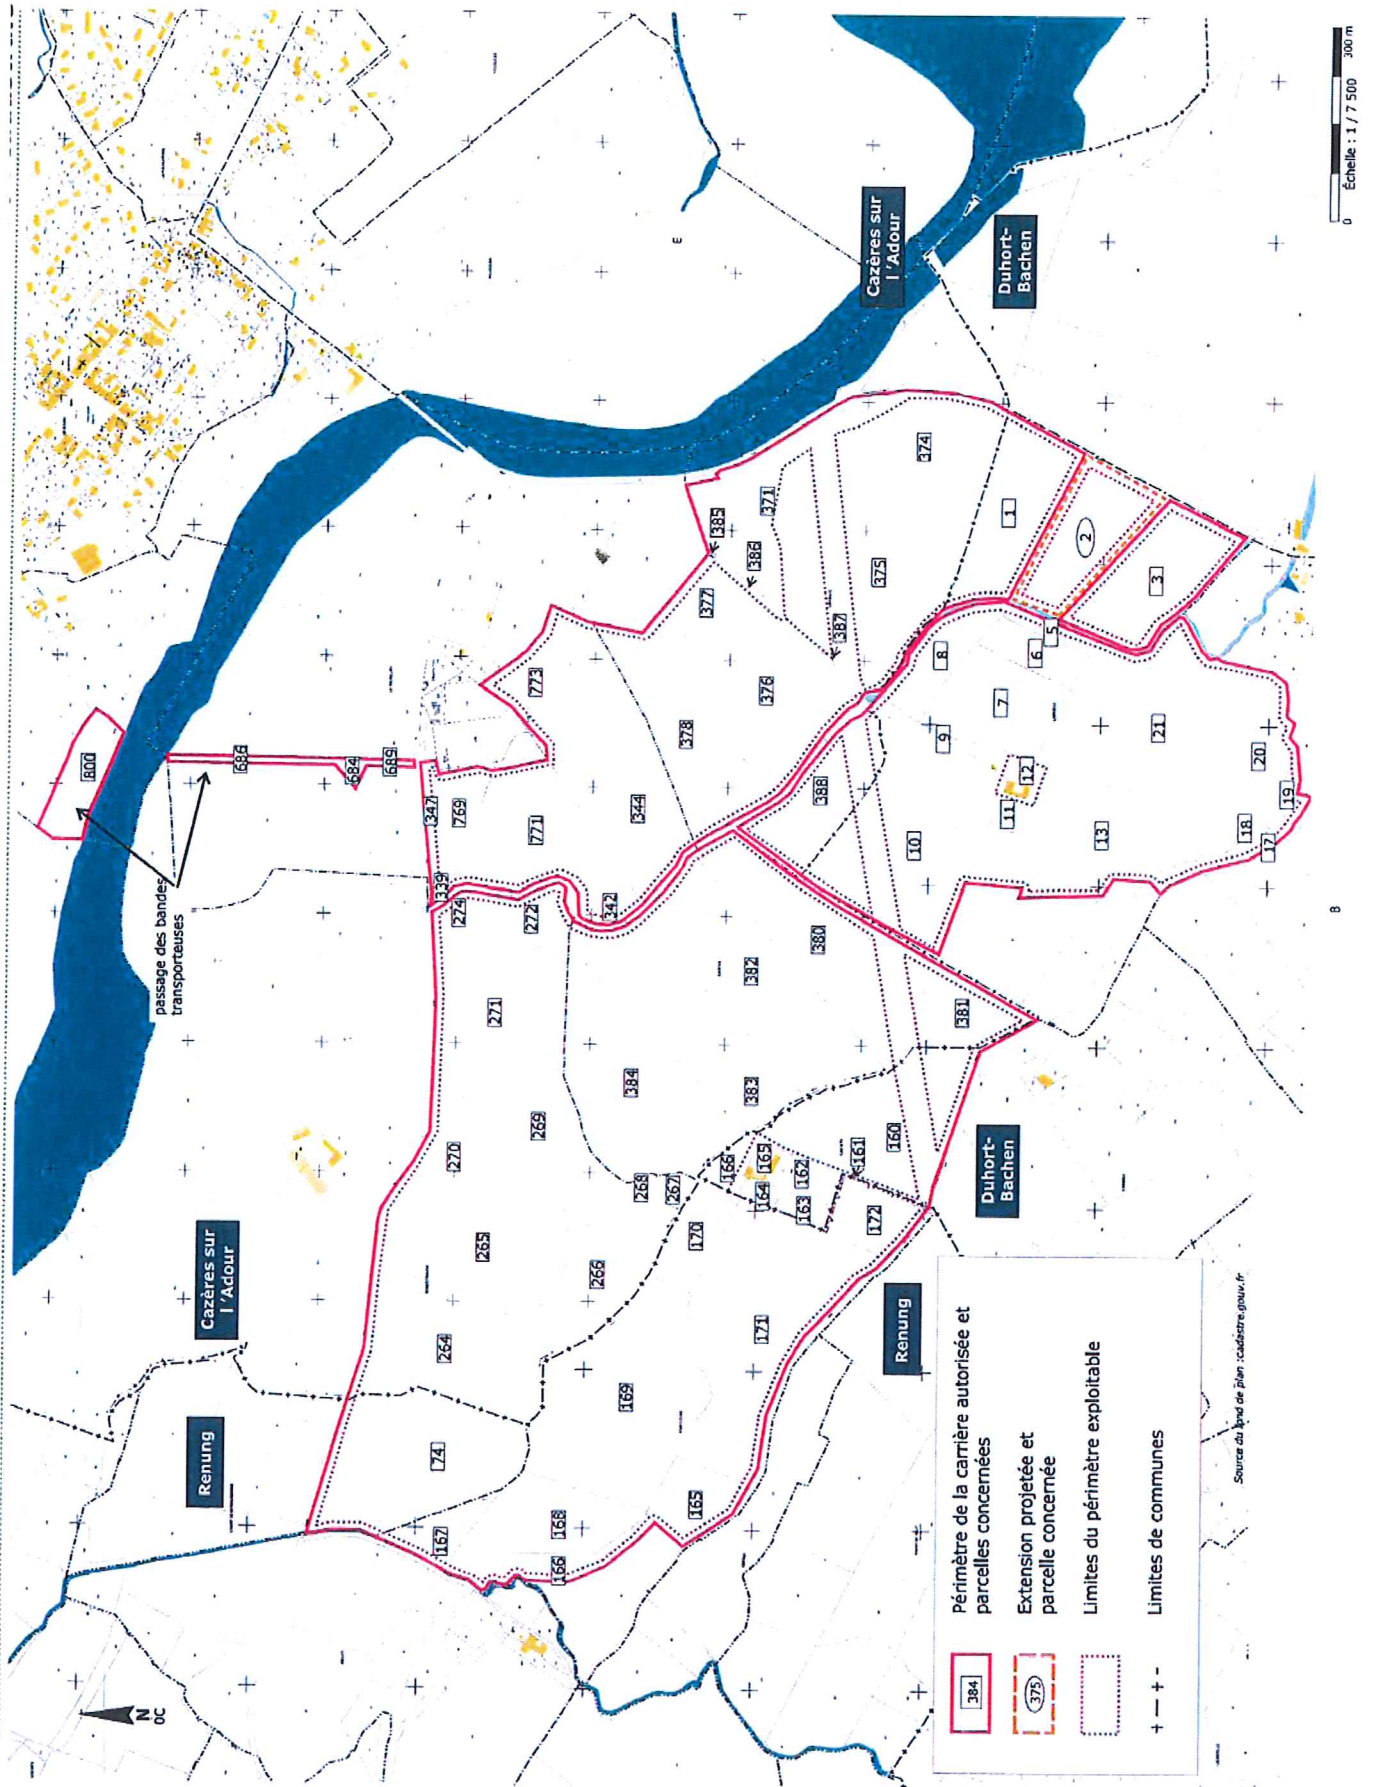 Renung
Cazères sur
l 'Adour
passage des bandes
transporteuses
800
686
684
689
347
769
339
274
272
771
773
344
342
378
376
377
385
386
371
387
375
374
1
2
3
5
6
7
8
9
10
11
12
13
17
18
19
20
21
388
380
382
381
271
384
383
269
270
265
264
266
268
267
170
166
165
164
162
163
161
160
172
171
169
74
167
168
166
165
Cazères sur
l 'Adour
Duhort-
Bachen
Duhort-
Bachen
Renung
E
B
N
0C
384
Périmètre de la carrière autorisée et
parcelles concernées
375
Extension projetée et
parcelle concernée
Limites du périmètre exploitable
+ — + -
Limites de communes
Source du fond de plan :cadastre.gouv.fr
0
300 m
Échelle : 1 / 7 500